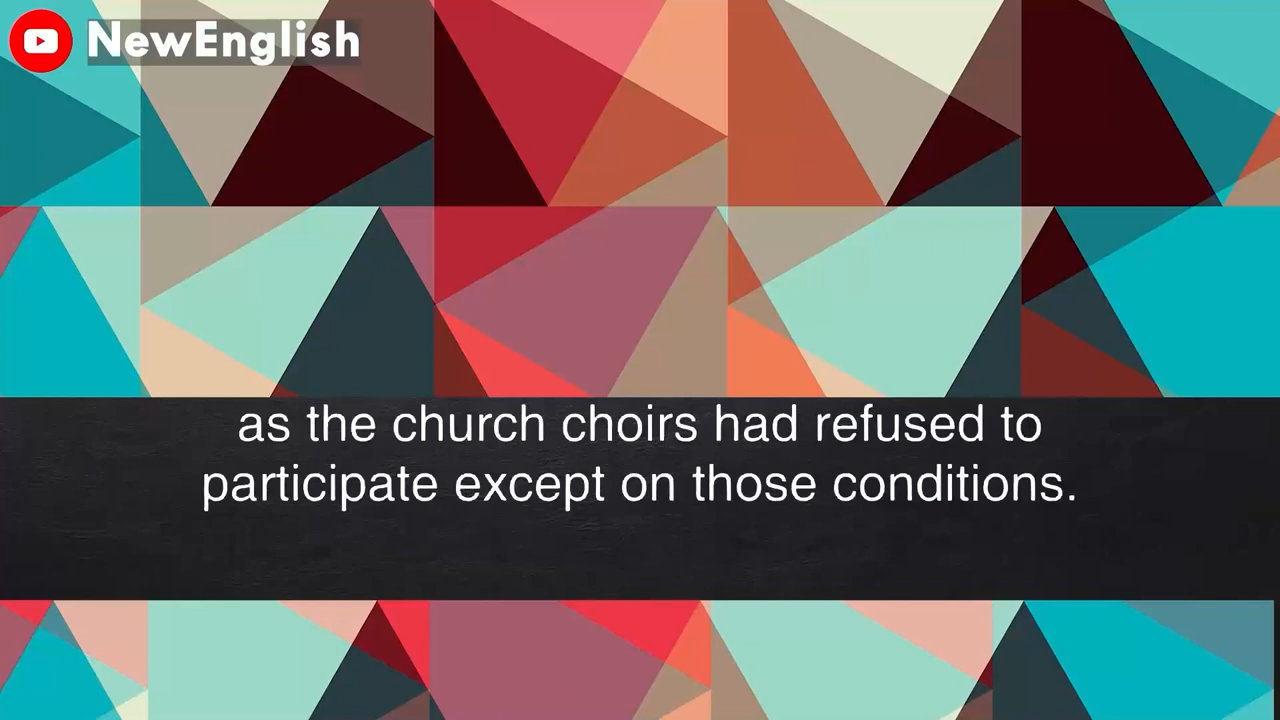 NewEnglish
as the church choirs had refused to
participate except on those conditions.